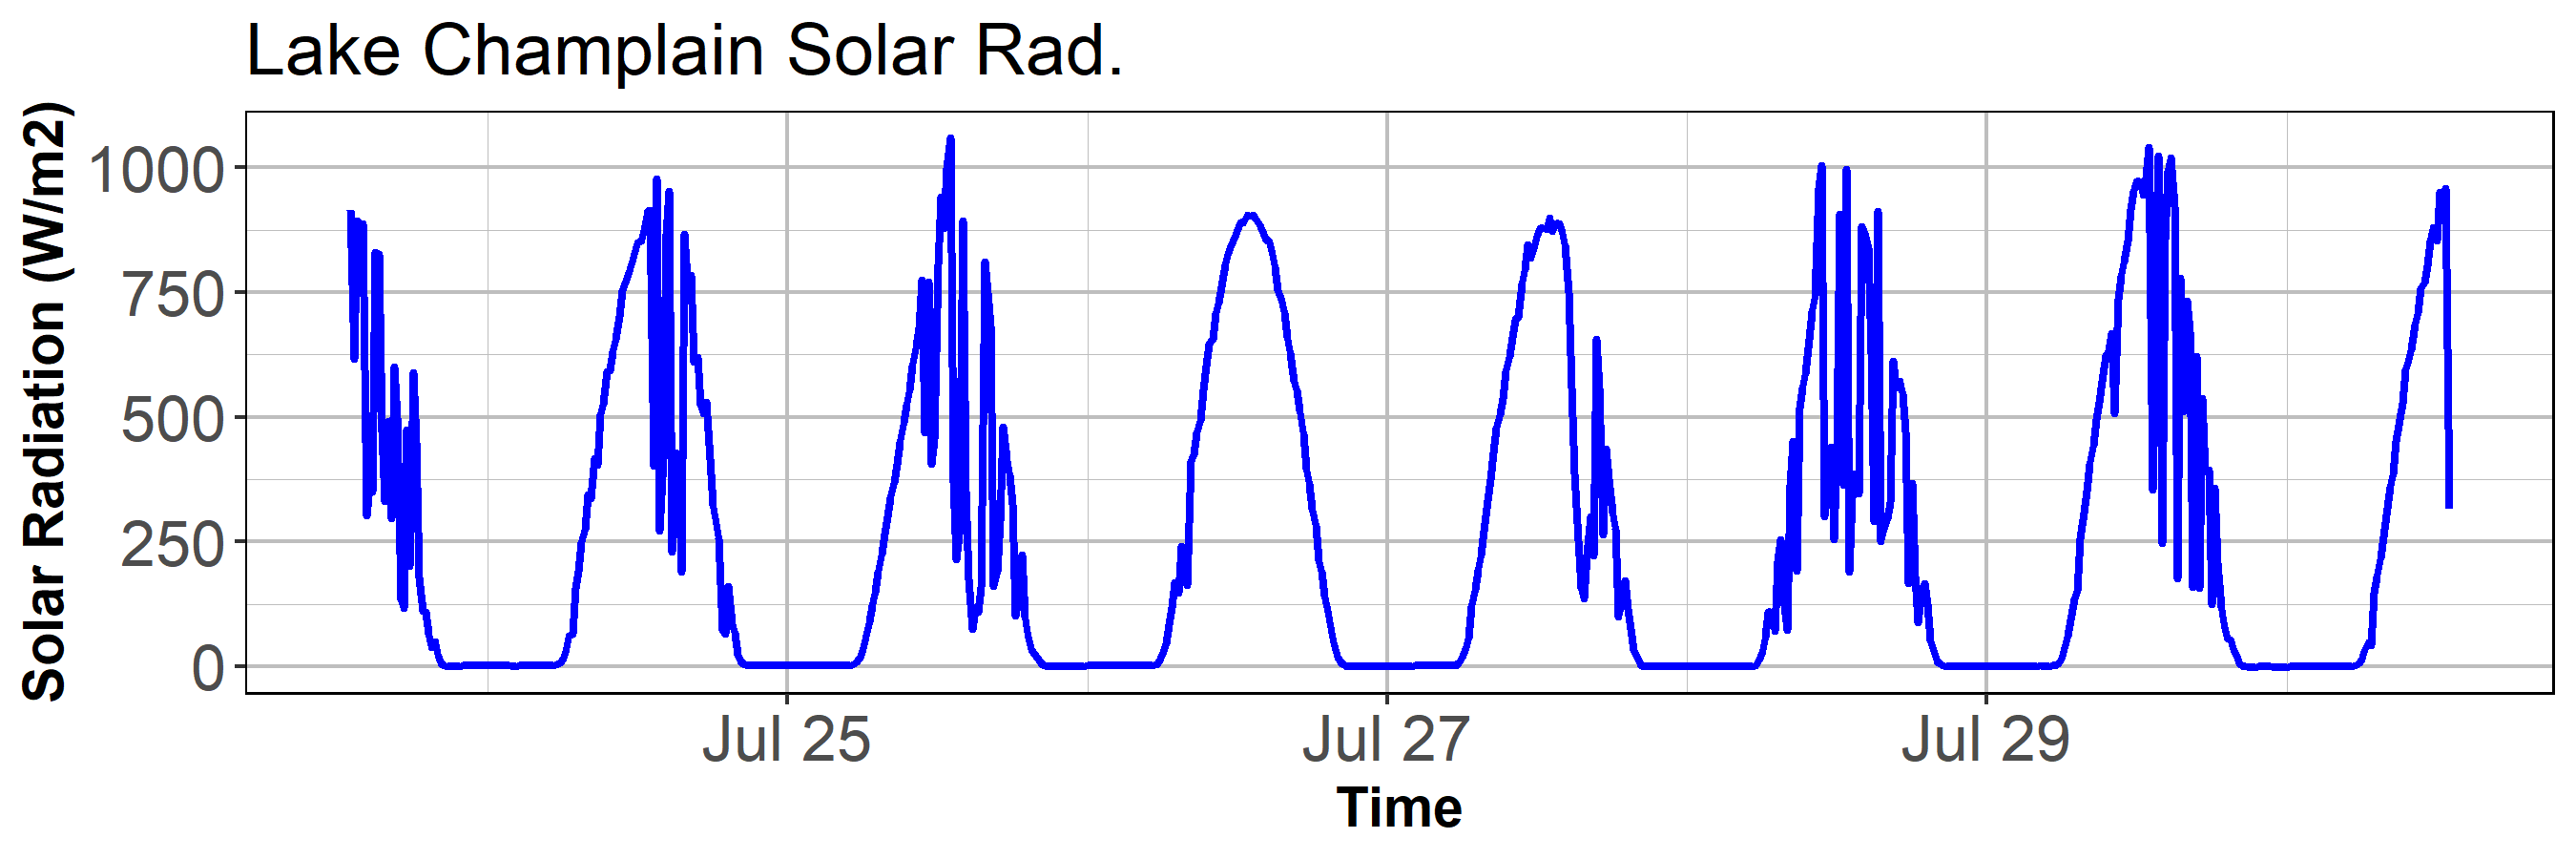 Lake Champlain Solar Rad.
Solar Radiation (W/m2)
1000
750
500
250
0
Jul 25 Jul 27 Jul 29
Time